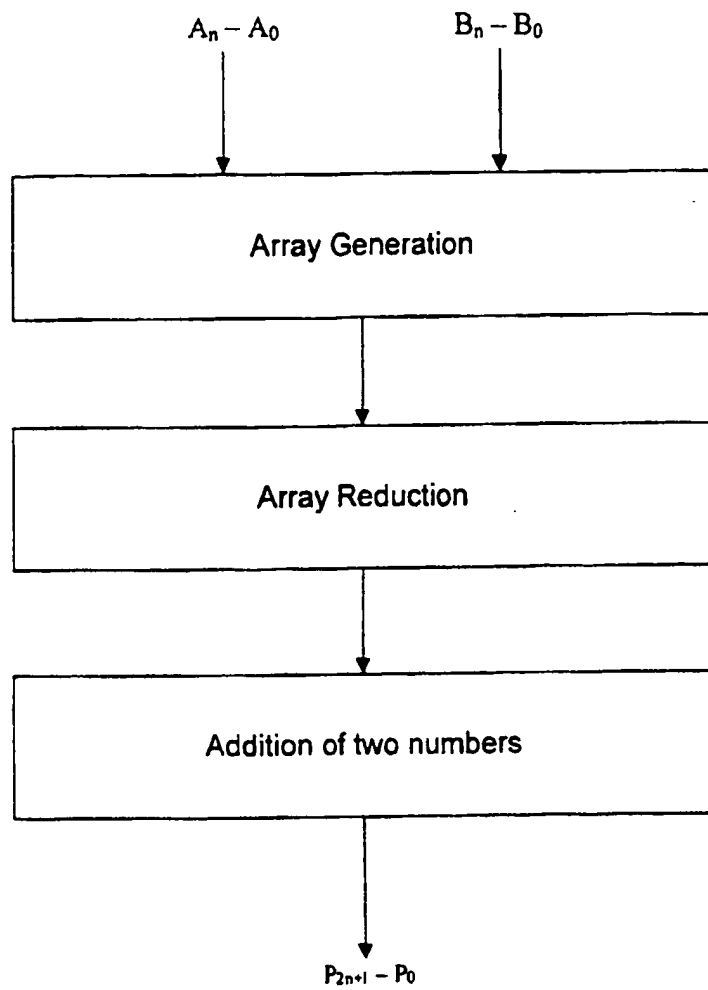 Aₙ – A₀ Bₙ – B₀
Array Generation
Array Reduction
Addition of two numbers
P₂ₙ₊₁ – P₀